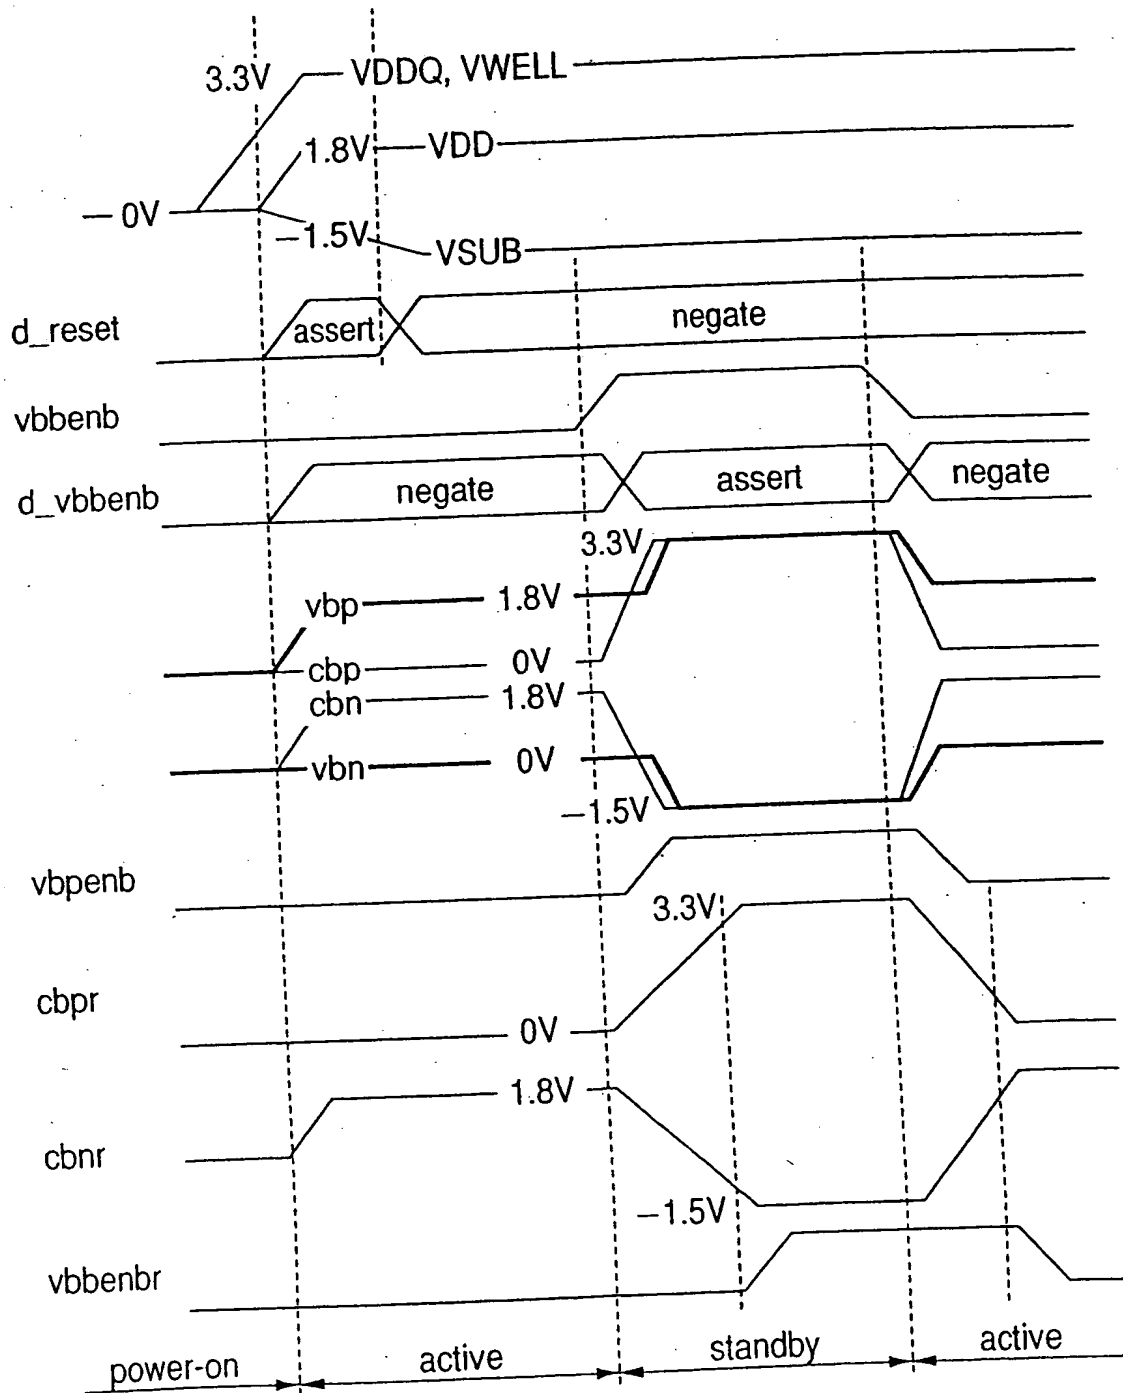 3.3V VDDQ, VWELL
1.8V VDD
— 0V
—1.5V VSUB
d_reset assert negate
vbbenb
d_vbbenb negate assert negate
3.3V
vbp 1.8V
cbp 0V
cbn 1.8V
vbn 0V
—1.5V
vbpenb
3.3V
cbpr
0V
1.8V
cbnr
—1.5V
vbbenbr
power-on active standby active